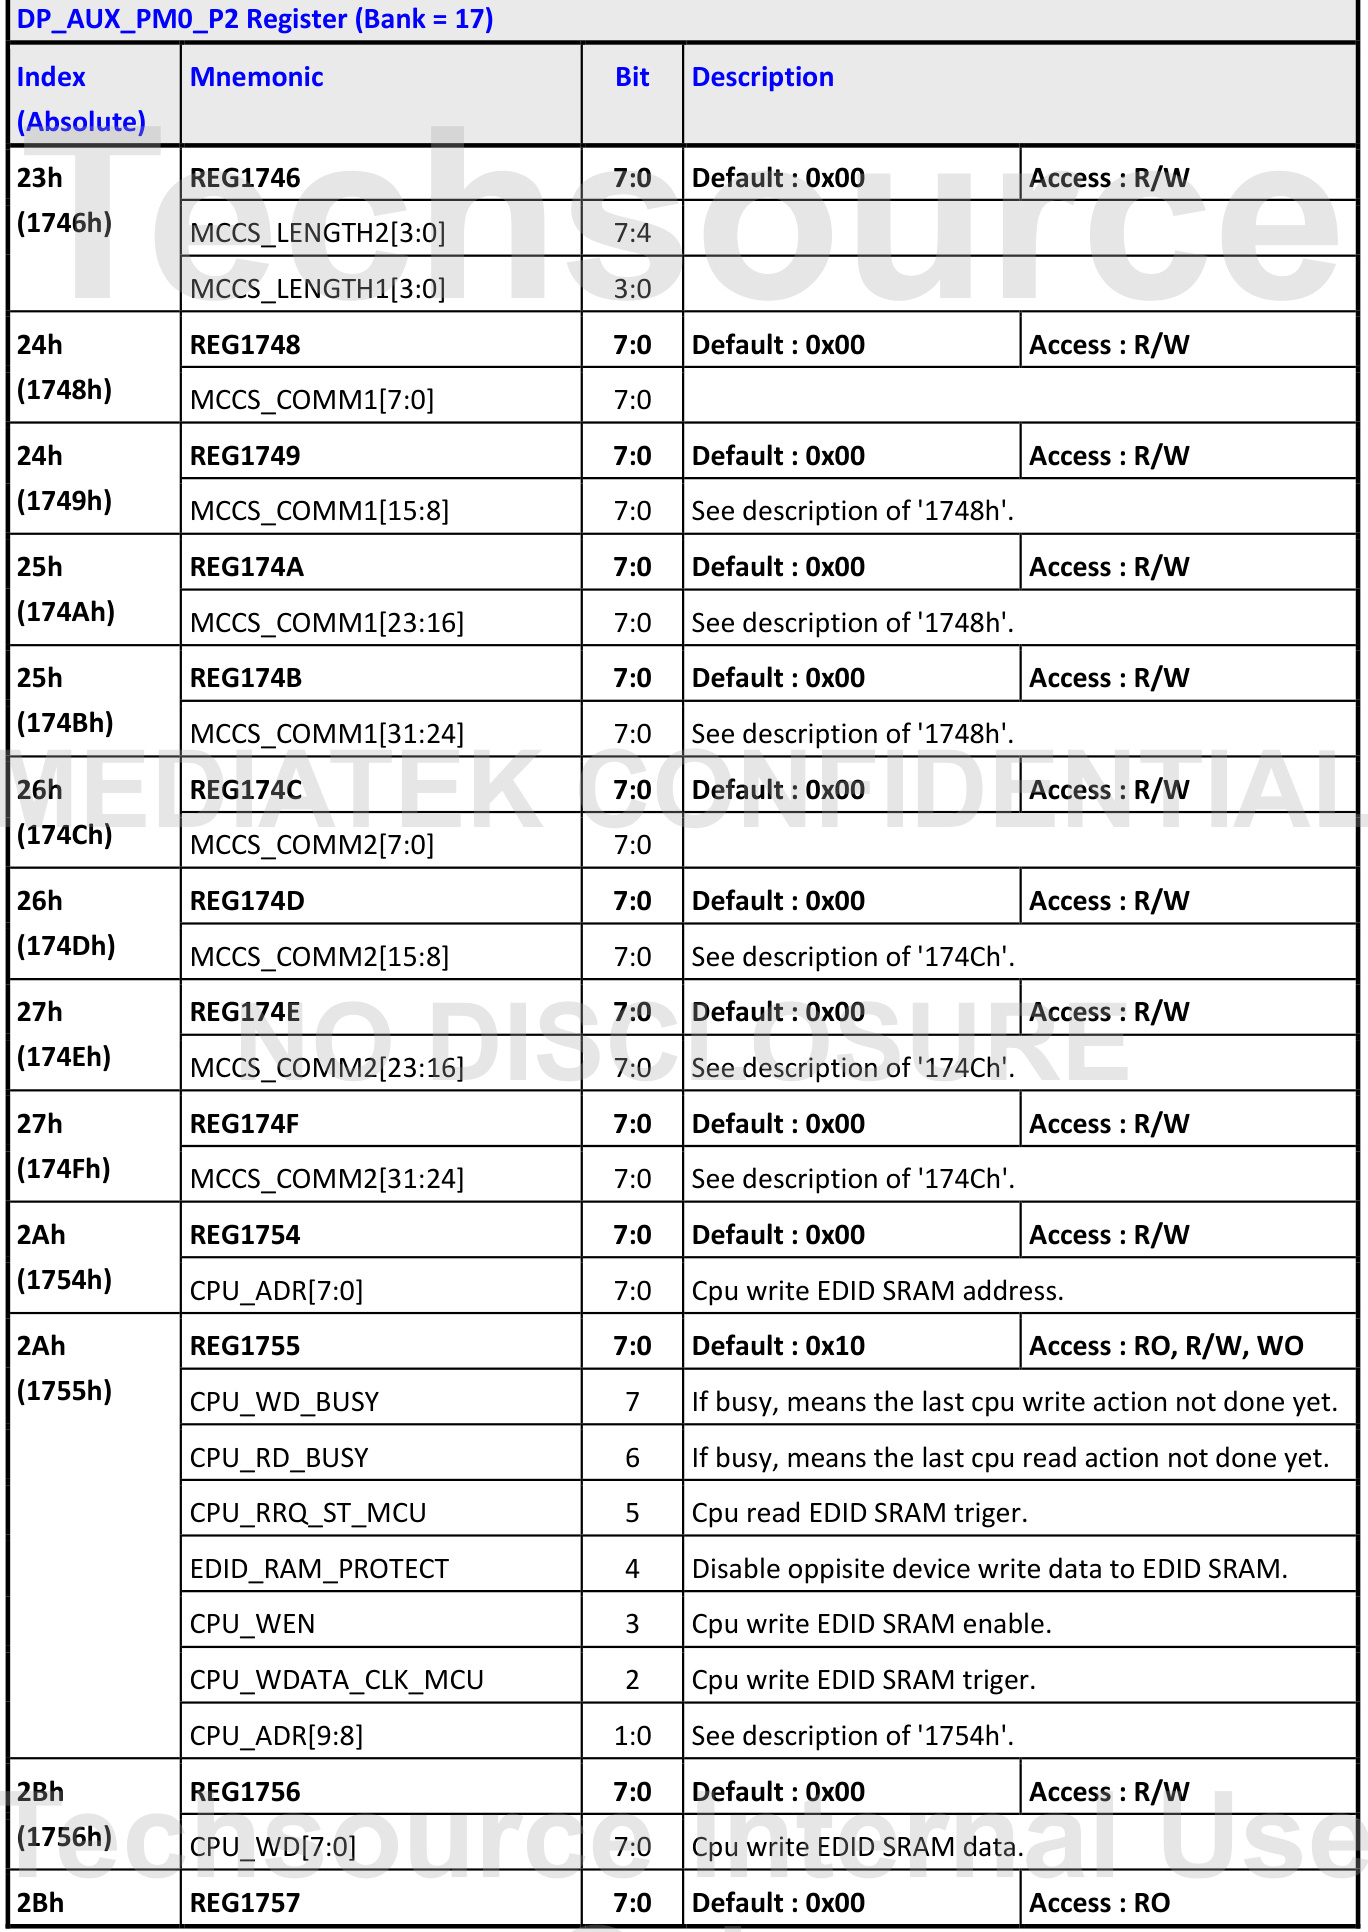 DP_AUX_PM0_P2 Register (Bank = 17)
Index (Absolute) Mnemonic Bit Description
23h (1746h) REG1746 7:0 Default : 0x00 Access : R/W
MCCS_LENGTH2[3:0] 7:4
MCCS_LENGTH1[3:0] 3:0
24h (1748h) REG1748 7:0 Default : 0x00 Access : R/W
MCCS_COMM1[7:0] 7:0
24h (1749h) REG1749 7:0 Default : 0x00 Access : R/W
MCCS_COMM1[15:8] 7:0 See description of '1748h'.
25h (174Ah) REG174A 7:0 Default : 0x00 Access : R/W
MCCS_COMM1[23:16] 7:0 See description of '1748h'.
25h (174Bh) REG174B 7:0 Default : 0x00 Access : R/W
MCCS_COMM1[31:24] 7:0 See description of '1748h'.
26h (174Ch) REG174C 7:0 Default : 0x00 Access : R/W
MCCS_COMM2[7:0] 7:0
26h (174Dh) REG174D 7:0 Default : 0x00 Access : R/W
MCCS_COMM2[15:8] 7:0 See description of '174Ch'.
27h (174Eh) REG174E 7:0 Default : 0x00 Access : R/W
MCCS_COMM2[23:16] 7:0 See description of '174Ch'.
27h (174Fh) REG174F 7:0 Default : 0x00 Access : R/W
MCCS_COMM2[31:24] 7:0 See description of '174Ch'.
2Ah (1754h) REG1754 7:0 Default : 0x00 Access : R/W
CPU_ADR[7:0] 7:0 Cpu write EDID SRAM address.
2Ah (1755h) REG1755 7:0 Default : 0x10 Access : RO, R/W, WO
CPU_WD_BUSY 7 If busy, means the last cpu write action not done yet.
CPU_RD_BUSY 6 If busy, means the last cpu read action not done yet.
CPU_RRQ_ST_MCU 5 Cpu read EDID SRAM triger.
EDID_RAM_PROTECT 4 Disable oppisite device write data to EDID SRAM.
CPU_WEN 3 Cpu write EDID SRAM enable.
CPU_WDATA_CLK_MCU 2 Cpu write EDID SRAM triger.
CPU_ADR[9:8] 1:0 See description of '1754h'.
2Bh (1756h) REG1756 7:0 Default : 0x00 Access : R/W
CPU_WD[7:0] 7:0 Cpu write EDID SRAM data.
2Bh REG1757 7:0 Default : 0x00 Access : RO
Techsource
MEDIATEK CONFIDENTIAL
NO DISCLOSURE
Techsource Internal Use